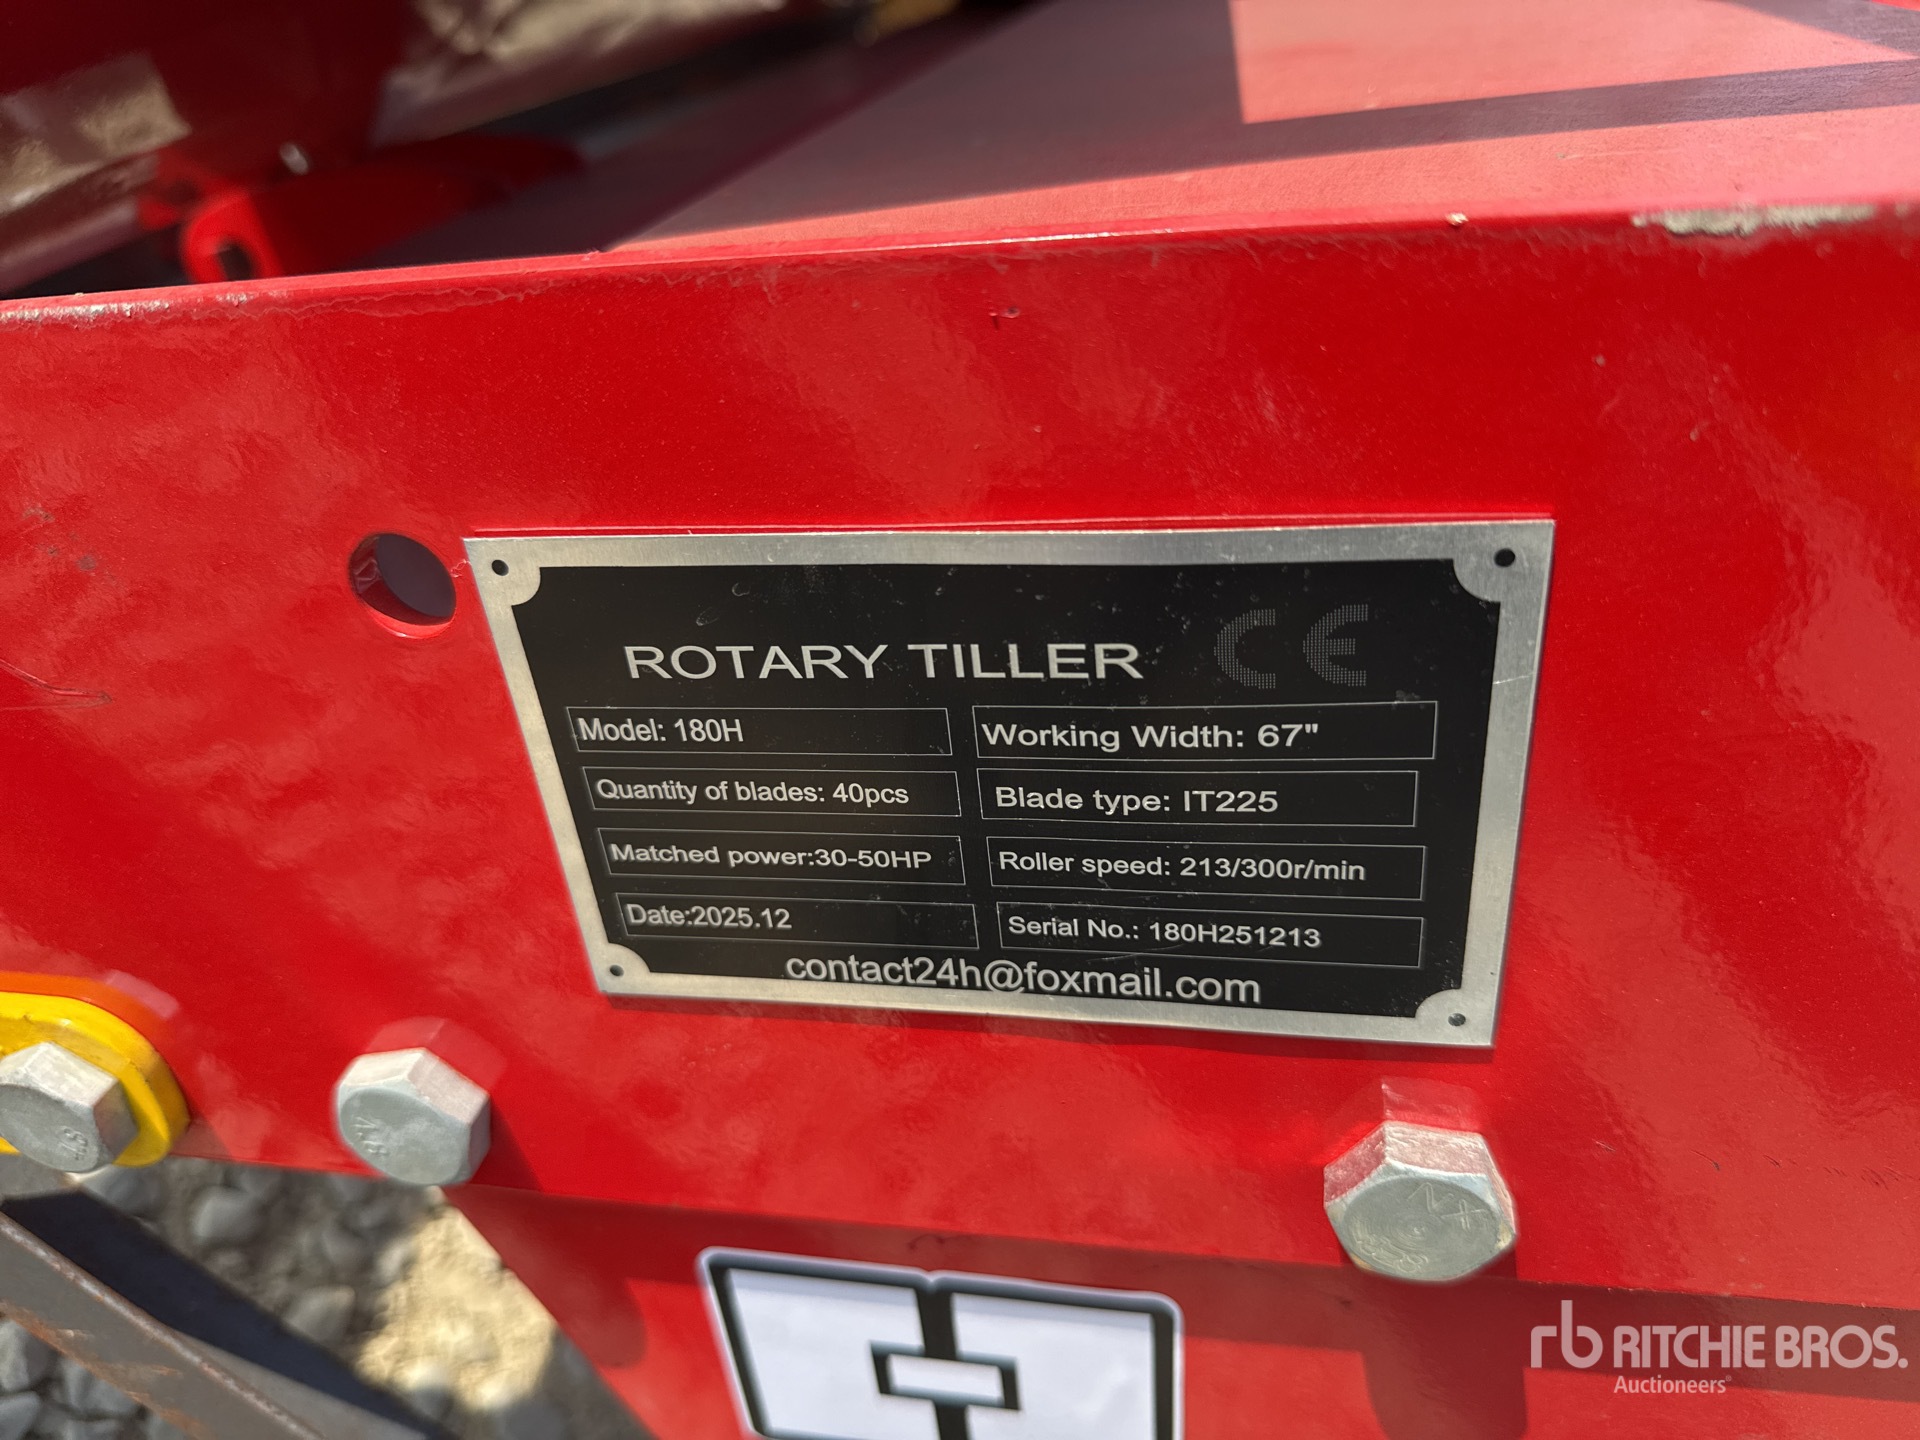 ROTARY TILLER CE
Model: 180H
Working Width: 67"
Quantity of blades: 40pcs
Blade type: IT225
Matched power:30-50HP
Roller speed: 213/300r/min
Date:2025.12
Serial No.: 180H251213
contact24h@foxmail.com
rb RITCHIE BROS.
Auctioneers